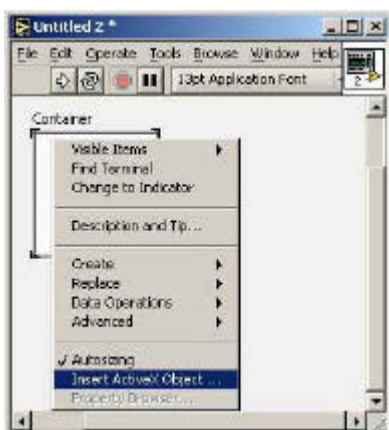 Untitled 2 *
File Edit Operate Tools Browse Window Help
13pt Application Font
2
Container
Visible Items
Find Terminal
Change to Indicator
Description and Tip...
Create
Replace
Data Operations
Advanced
Autosizing
Insert ActiveX Object ...
Property Browser...